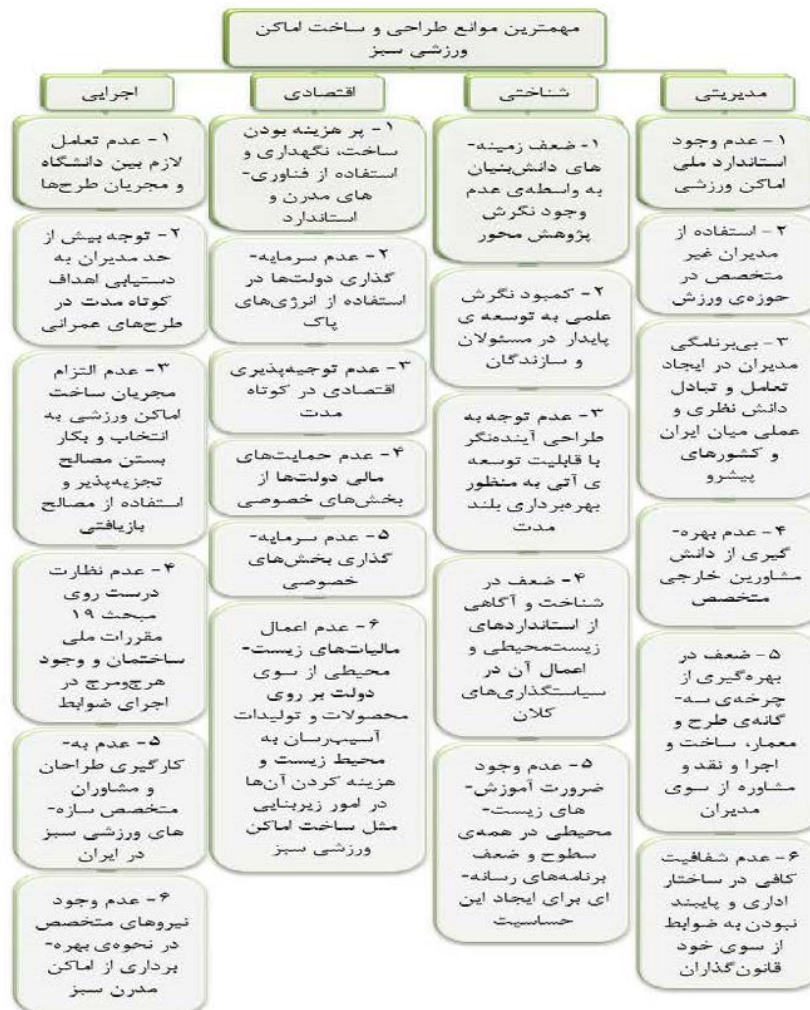 مهمترین موانع طراحی و ساخت اماکن
ورزشی سبز
مدیریتی
۱- عدم وجود
استاندارد ملی
اماکن ورزشی
۲- استفاده از
مدیران غیر
متخصص در
حوزه‌ی ورزش
۳- بی‌برنامگی
مدیران در ایجاد
تعامل و تبادل
دانش نظری و
عملی میان ایران
و کشورهای
پیشرو
۴- عدم بهره-
گیری از دانش
مشاورین خارجی
متخصص
۵- ضعف در
بهره‌گیری از
چرخه‌ی سه-
گانه‌ی طرح و
معمار، ساخت و
اجرا و نقد و
مشاوره از سوی
مدیران
۶- عدم شفافیت
کافی در ساختار
اداری و پایبند
نبودن به ضوابط
از سوی خود
قانون‌گذاران
شناختی
۱- ضعف زمینه-
های دانش‌بنیان
به واسطه‌ی عدم
وجود نگرش
پژوهش محور
۲- کمبود نگرش
علمی به توسعه ی
پایدار در مسئولان
و سازندگان
۳- عدم توجه به
طراحی آینده‌نگر
با قابلیت توسعه
ی آتی به منظور
بهره‌برداری بلند
مدت
۴- ضعف در
شناخت و آگاهی
از استانداردهای
زیست‌محیطی و
اعمال آن در
سیاستگذاری‌های
کلان
۵- عدم وجود
ضرورت آموزش-
های زیست-
محیطی در همه‌ی
سطوح و ضعف
برنامه‌های رسانه-
ای برای ایجاد این
حساسیت
اقتصادی
۱- پر هزینه بودن
ساخت، نگهداری و
استفاده از فناوری-
های مدرن و
استاندارد
۲- عدم سرمایه-
گذاری دولت‌ها در
استفاده از انرژی‌های
پاک
۳- عدم توجیه‌پذیری
اقتصادی در کوتاه
مدت
۴- عدم حمایت‌های
مالی دولت‌ها از
بخش‌های خصوصی
۵- عدم سرمایه-
گذاری بخش‌های
خصوصی
۶- عدم اعمال
مالیات‌های زیست-
محیطی از سوی
دولت بر روی
محصولات و تولیدات
آسیب‌رسان به
محیط زیست و
هزینه کردن آن‌ها
در امور زیربنایی
مثل ساخت اماکن
ورزشی سبز
اجرایی
۱- عدم تعامل
لازم بین دانشگاه
و مجریان طرح‌ها
۲- توجه بیش از
حد مدیران به
دستیابی اهداف
کوتاه مدت در
طرح‌های عمرانی
۳- عدم التزام
مجریان ساخت
اماکن ورزشی به
انتخاب و بکار
بستن مصالح
تجزیه‌پذیر و
استفاده از مصالح
بازیافتی
۴- عدم نظارت
درست روی
مبحث ۱۹
مقررات ملی
ساختمان و وجود
هرج‌ومرج در
اجرای ضوابط
۵- عدم به-
کارگیری طراحان
و مشاوران
متخصص سازه-
های ورزشی سبز
در ایران
۶- عدم وجود
نیروهای متخصص
در نحوه‌ی بهره-
برداری از اماکن
مدرن سبز